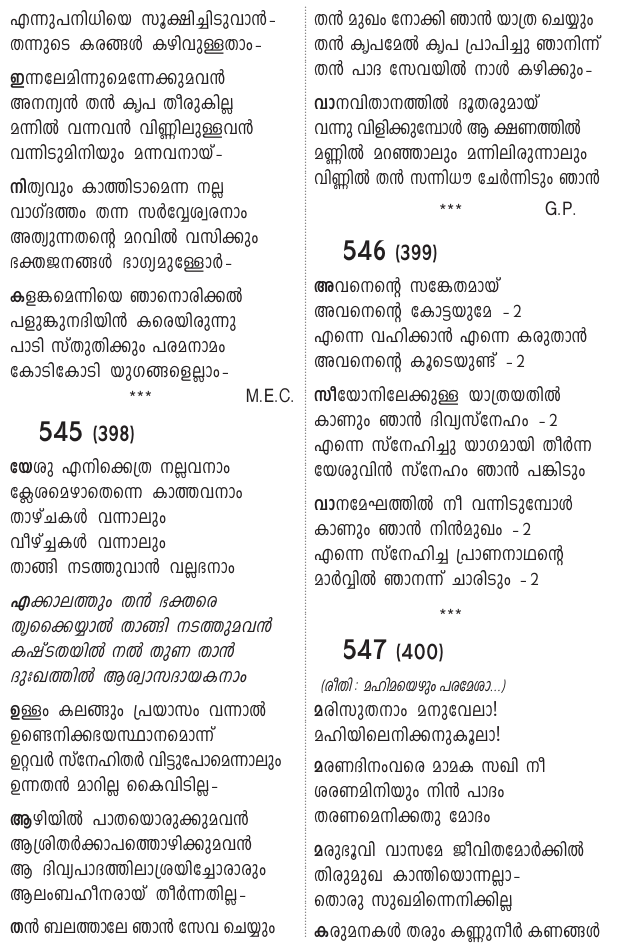 എന്നുപനിധിയെ സൂക്ഷിച്ചിടുവാൻ-
തന്നുടെ കരങ്ങൾ കഴിവുള്ളതാം-
ഇന്നലേമിന്നുമെന്നേക്കുമവൻ
അനന്യൻ തൻ കൃപ തീരുകില്ല
മന്നിൽ വന്നവൻ വിണ്ണിലുള്ളവൻ
വന്നിടുമിനിയും മന്നവനായ്-
നിത്യവും കാത്തിടാമെന്ന നല്ല
വാഗ്ദത്തം തന്ന സർവ്വേശ്വരനാം
അത്യുന്നതന്റെ മറവിൽ വസിക്കും
ഭക്തജനങ്ങൾ ഭാഗ്യമുള്ളോർ-
കളങ്കമെന്നിയെ ഞാനൊരിക്കൽ
പളുങ്കുനദിയിൻ കരെയിരുന്നു
പാടി സ്തുതിക്കും പരമനാമം
കോടികോടി യുഗങ്ങളെല്ലാം-
*** M.E.C.
545 (398)
യേശു എനിക്കെത്ര നല്ലവനാം
ക്ലേശമെഴാതെന്നെ കാത്തവനാം
താഴ്ചകൾ വന്നാലും
വീഴ്ച്ചകൾ വന്നാലും
താങ്ങി നടത്തുവാൻ വല്ലഭനാം
എക്കാലത്തും തൻ ഭക്തരെ
തൃക്കൈയ്യാൽ താങ്ങി നടത്തുമവൻ
കഷ്ടതയിൽ നൽ തുണ താൻ
ദുഃഖത്തിൽ ആശ്വാസദായകനാം
ഉള്ളം കലങ്ങും പ്രയാസം വന്നാൽ
ഉണ്ടെനിക്കഭയസ്ഥാനമൊന്ന്
ഉറ്റവർ സ്നേഹിതർ വിട്ടുപോമെന്നാലും
ഉന്നതൻ മാറില്ല കൈവിടില്ല-
ആഴിയിൽ പാതയൊരുക്കുമവൻ
ആശ്രിതർക്കാപത്തൊഴിക്കുമവൻ
ആ ദിവ്യപാദത്തിലാശ്രയിച്ചോരാരും
ആലംബഹീനരായ് തീർന്നതില്ല-
തൻ ബലത്താലേ ഞാൻ സേവ ചെയ്യും
തൻ മുഖം നോക്കി ഞാൻ യാത്ര ചെയ്യും
തൻ കൃപമേൽ കൃപ പ്രാപിച്ചു ഞാനിന്ന്
തൻ പാദ സേവയിൽ നാൾ കഴിക്കും-
വാനവിതാനത്തിൽ ദൂതരുമായ്
വന്നു വിളിക്കുമ്പോൾ ആ ക്ഷണത്തിൽ
മണ്ണിൽ മറഞ്ഞാലും മന്നിലിരുന്നാലും
വിണ്ണിൽ തൻ സന്നിധൗ ചേർന്നിടും ഞാൻ
*** G.P.
546 (399)
അവനെന്റെ സങ്കേതമായ്
അവനെന്റെ കോട്ടയുമേ -2
എന്നെ വഹിക്കാൻ എന്നെ കരുതാൻ
അവനെന്റെ കൂടെയുണ്ട് -2
സീയോനിലേക്കുള്ള യാത്രയതിൽ
കാണും ഞാൻ ദിവ്യസ്നേഹം -2
എന്നെ സ്നേഹിച്ചു യാഗമായി തീർന്ന
യേശുവിൻ സ്നേഹം ഞാൻ പങ്കിടും
വാനമേഘത്തിൽ നീ വന്നിടുമ്പോൾ
കാണും ഞാൻ നിൻമുഖം -2
എന്നെ സ്നേഹിച്ച പ്രാണനാഥന്റെ
മാർവ്വിൽ ഞാനന്ന് ചാരിടും -2
***
547 (400)
(രീതി: മഹിമയെഴും പരമേശാ...)
മരിസുതനാം മനുവേലാ!
മഹിയിലെനിക്കനുകൂലാ!
മരണദിനംവരെ മാമക സഖി നീ
ശരണമിനിയും നിൻ പാദം
തരണമെനിക്കതു മോദം
മരുഭൂവി വാസമേ ജീവിതമോർക്കിൽ
തിരുമുഖ കാന്തിയൊന്നല്ലാ-
തൊരു സുഖമിന്നെനിക്കില്ല
കരുമനകൾ തരും കണ്ണുനീർ കണങ്ങൾ